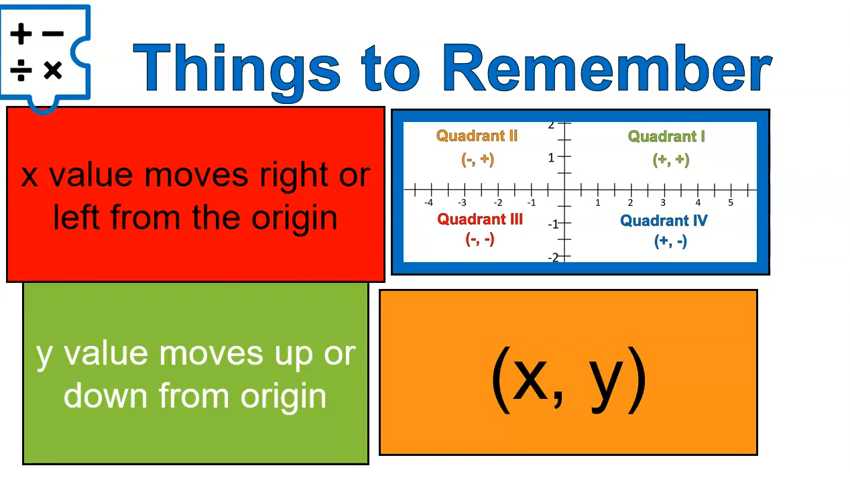 + −
÷ ×
Things to Remember
x value moves right or
left from the origin
Quadrant II
(-, +)
Quadrant I
(+, +)
2
1
-4 -3 -2 -1 1 2 3 4 5
Quadrant III
(-, -)
Quadrant IV
(+, -)
-1
-2
y value moves up or
down from origin
(x, y)